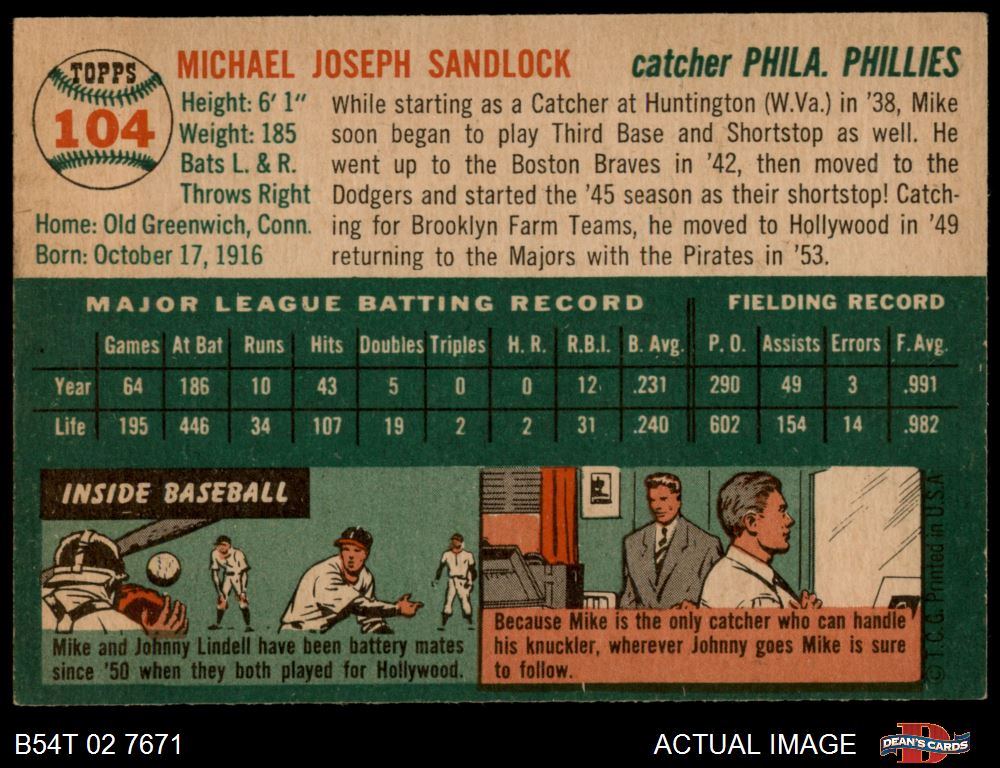 TOPPS
104
MICHAEL JOSEPH SANDLOCK
catcher PHILA. PHILLIES
Height: 6' 1"
Weight: 185
Bats L. & R.
Throws Right
Home: Old Greenwich, Conn.
Born: October 17, 1916
While starting as a Catcher at Huntington (W.Va.) in '38, Mike
soon began to play Third Base and Shortstop as well. He
went up to the Boston Braves in '42, then moved to the
Dodgers and started the '45 season as their shortstop! Catch-
ing for Brooklyn Farm Teams, he moved to Hollywood in '49
returning to the Majors with the Pirates in '53.
MAJOR LEAGUE BATTING RECORD FIELDING RECORD
Games At Bat Runs Hits Doubles Triples H. R. R.B.I. B. Avg. P. O. Assists Errors F. Avg.
Year 64 186 10 43 5 0 0 12 .231 290 49 3 .991
Life 195 446 34 107 19 2 2 31 .240 602 154 14 .982
INSIDE BASEBALL
Mike and Johnny Lindell have been battery mates
since '50 when they both played for Hollywood.
Because Mike is the only catcher who can handle
his knuckler, wherever Johnny goes Mike is sure
to follow.
© T.C.G. Printed in U.S.A
B54T 02 7671
ACTUAL IMAGE
D
DEAN'S CARDS